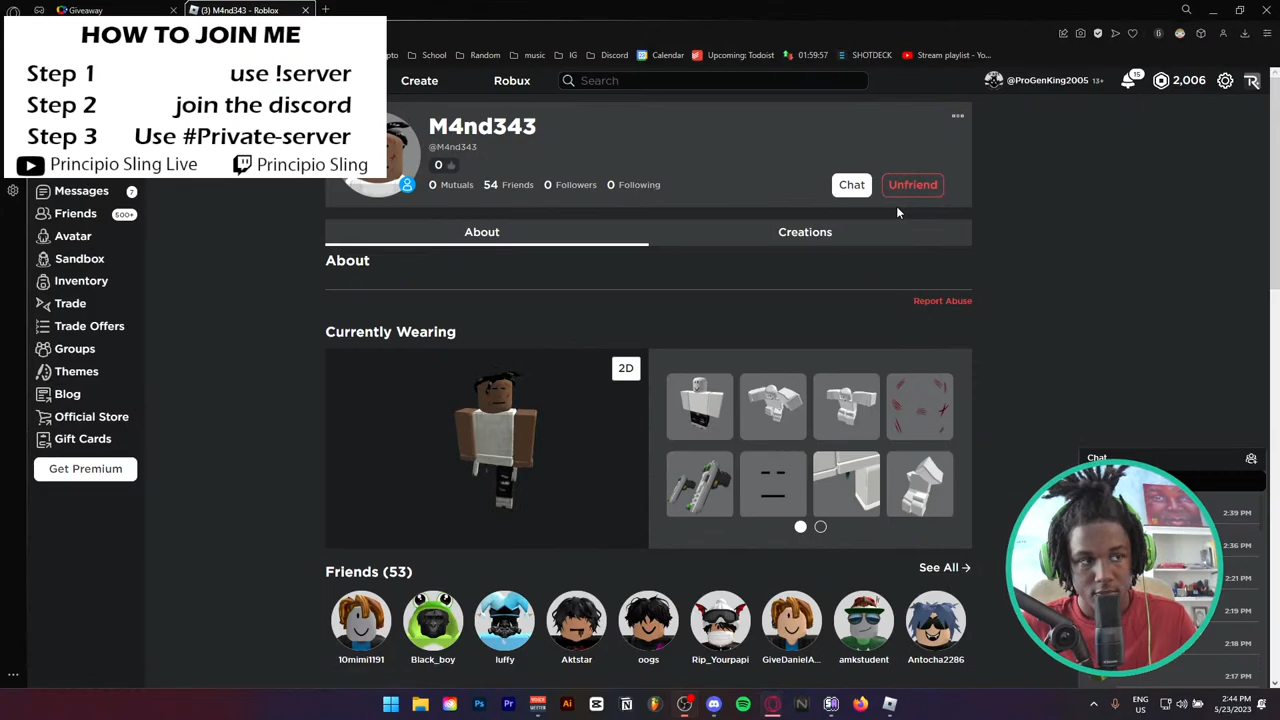 Giveaway
M4nd343 - Roblox
HOW TO JOIN ME
Step 1 use !server
Step 2 join the discord
Step 3 Use #Private-server
Principio Sling Live Principio Sling
School Random music IG Discord Calendar Upcoming: Todoist 01:59:57 SHOTDECK Stream playlist - Yo...
Create Robux Search @ProGenKing2005 13+ 15 2,006
M4nd343
@M4nd343
0
0 Mutuals 54 Friends 0 Followers 0 Following
Chat Unfriend
Messages 7
Friends 500+
Avatar
Sandbox
Inventory
Trade
Trade Offers
Groups
Themes
Blog
Official Store
Gift Cards
Get Premium
About Creations
About
Report Abuse
Currently Wearing
2D
Friends (53) See All
10mimi1191 Black_boy luffy Aktstar oogs Rip_Yourpapi GiveDanielA... amkstudent Antocha2286
Chat
2:39 PM
2:36 PM
2:21 PM
2:19 PM
2:18 PM
2:17 PM
ENG
US
2:44 PM
5/23/2023